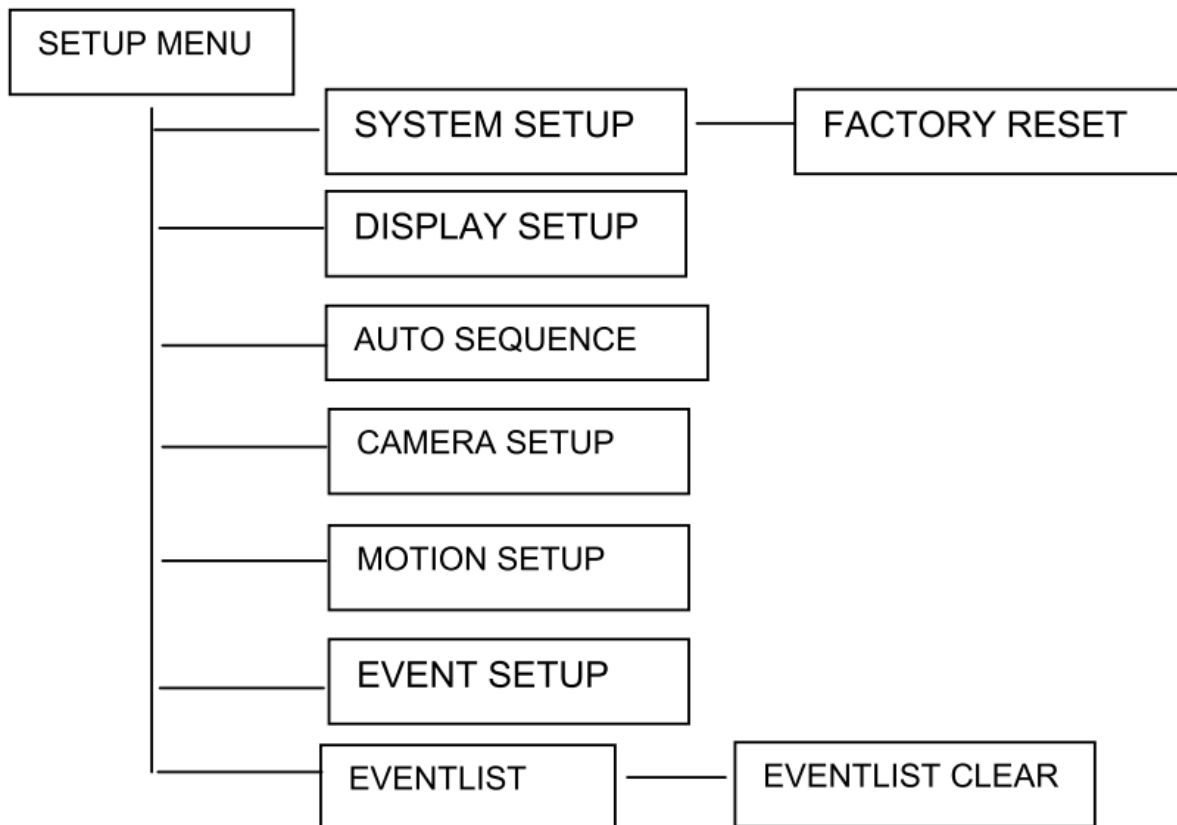 SETUP MENU
SYSTEM SETUP
FACTORY RESET
DISPLAY SETUP
AUTO SEQUENCE
CAMERA SETUP
MOTION SETUP
EVENT SETUP
EVENTLIST
EVENTLIST CLEAR